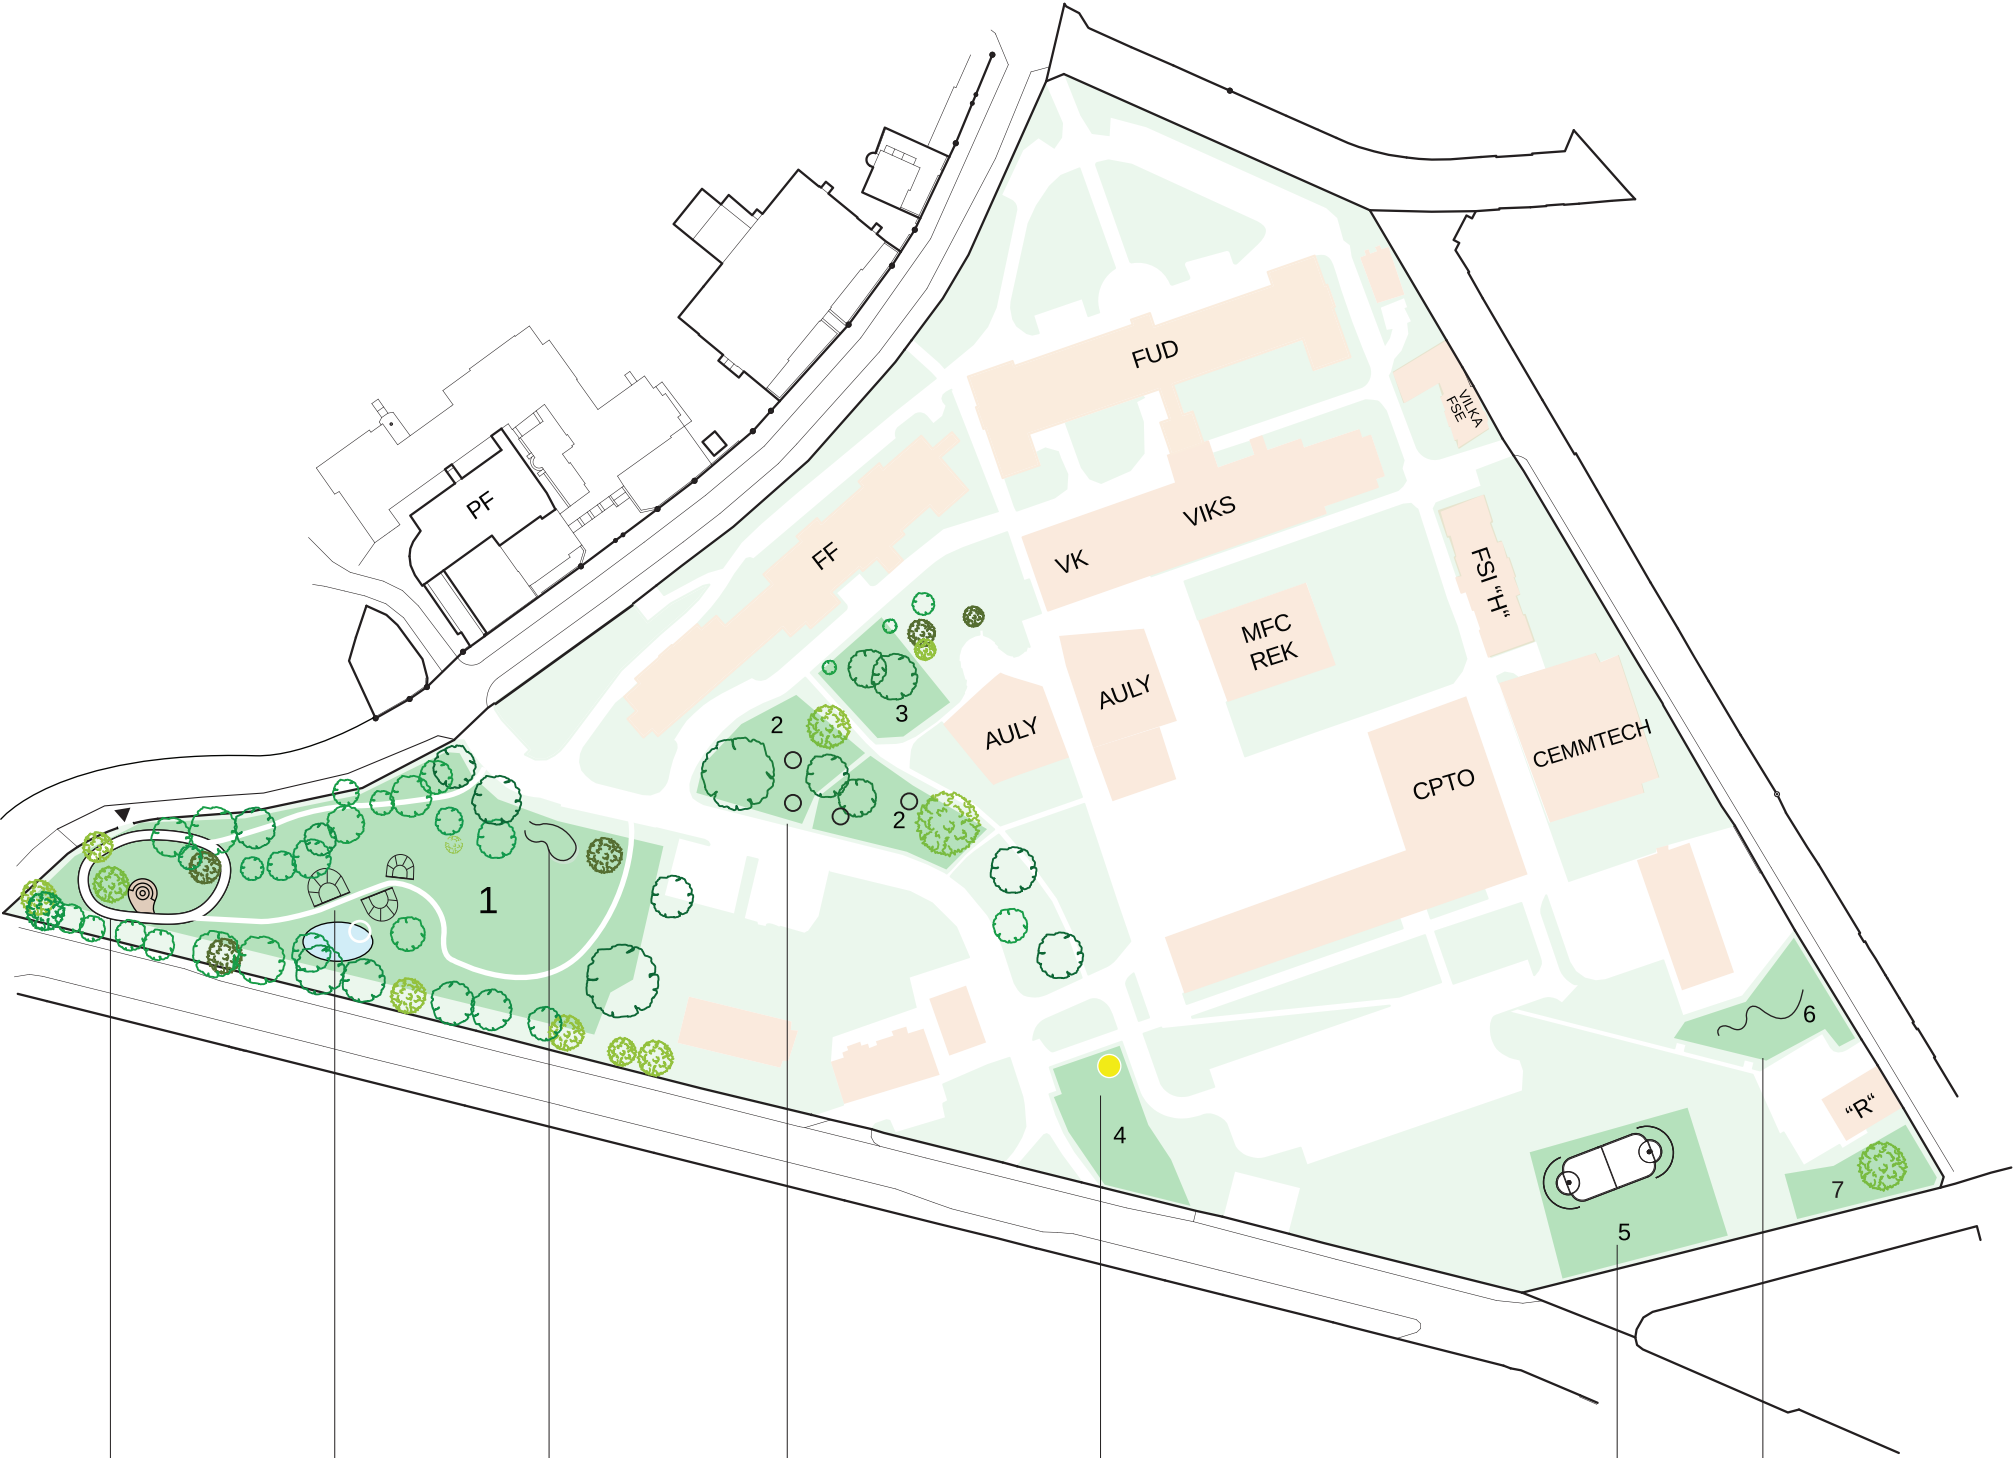 FUD
VILKA
FSE
PF
VIKS
FF
VK
FSI “H“
MFC
REK
AULY
AULY
2
3
CEMMTECH
CPTO
2
1
6
“R“
4
7
5